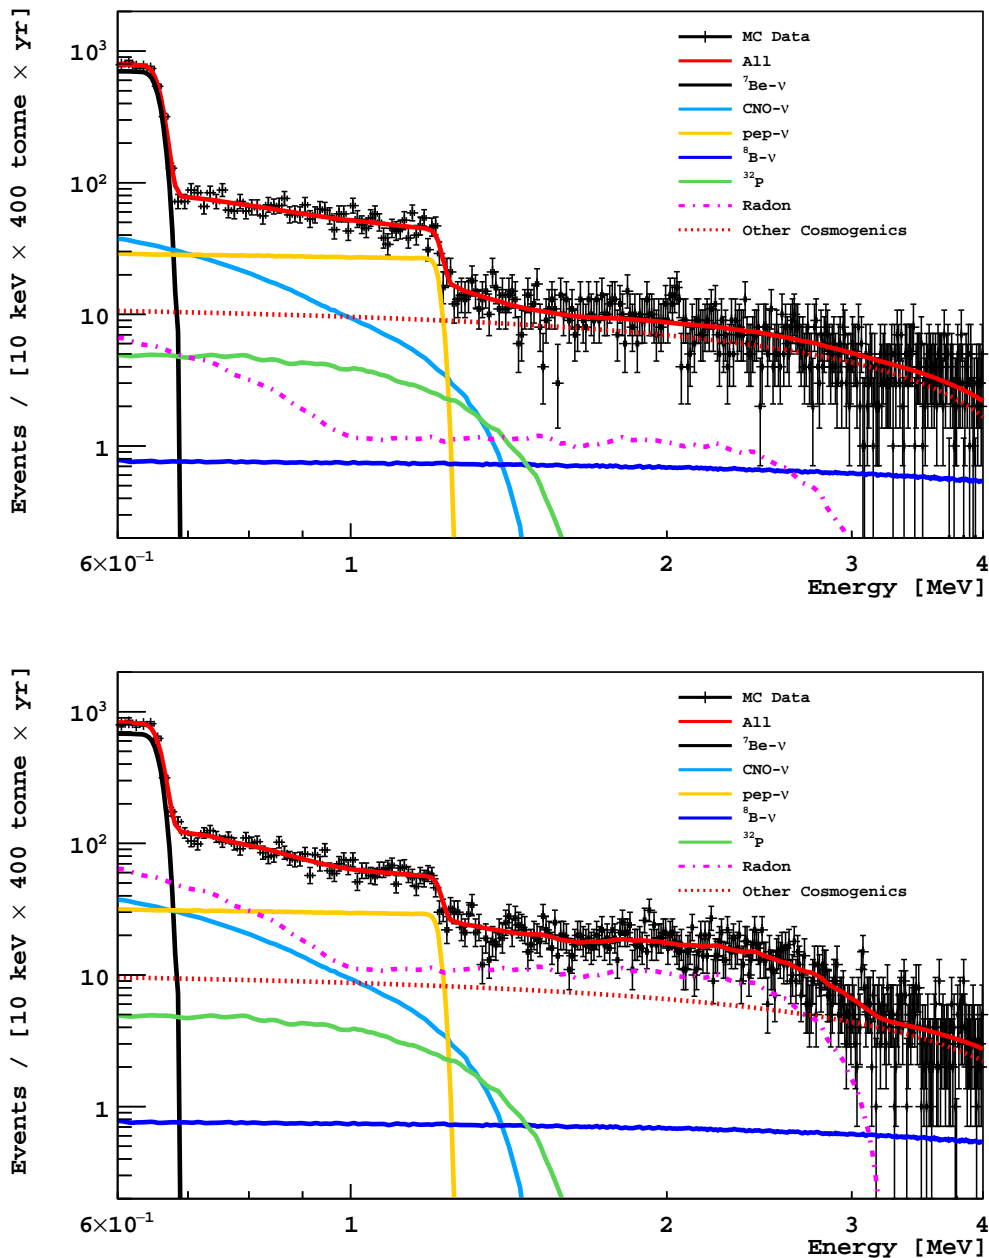 Events / [10 keV × 400 tonne × yr]
10³
10²
10
1
6×10⁻¹
1
2
3
4
Energy [MeV]
MC Data
All
⁷Be-ν
CNO-ν
pep-ν
⁸B-ν
³²P
Radon
Other Cosmogenics
Events / [10 keV × 400 tonne × yr]
10³
10²
10
1
6×10⁻¹
1
2
3
4
Energy [MeV]
MC Data
All
⁷Be-ν
CNO-ν
pep-ν
⁸B-ν
³²P
Radon
Other Cosmogenics